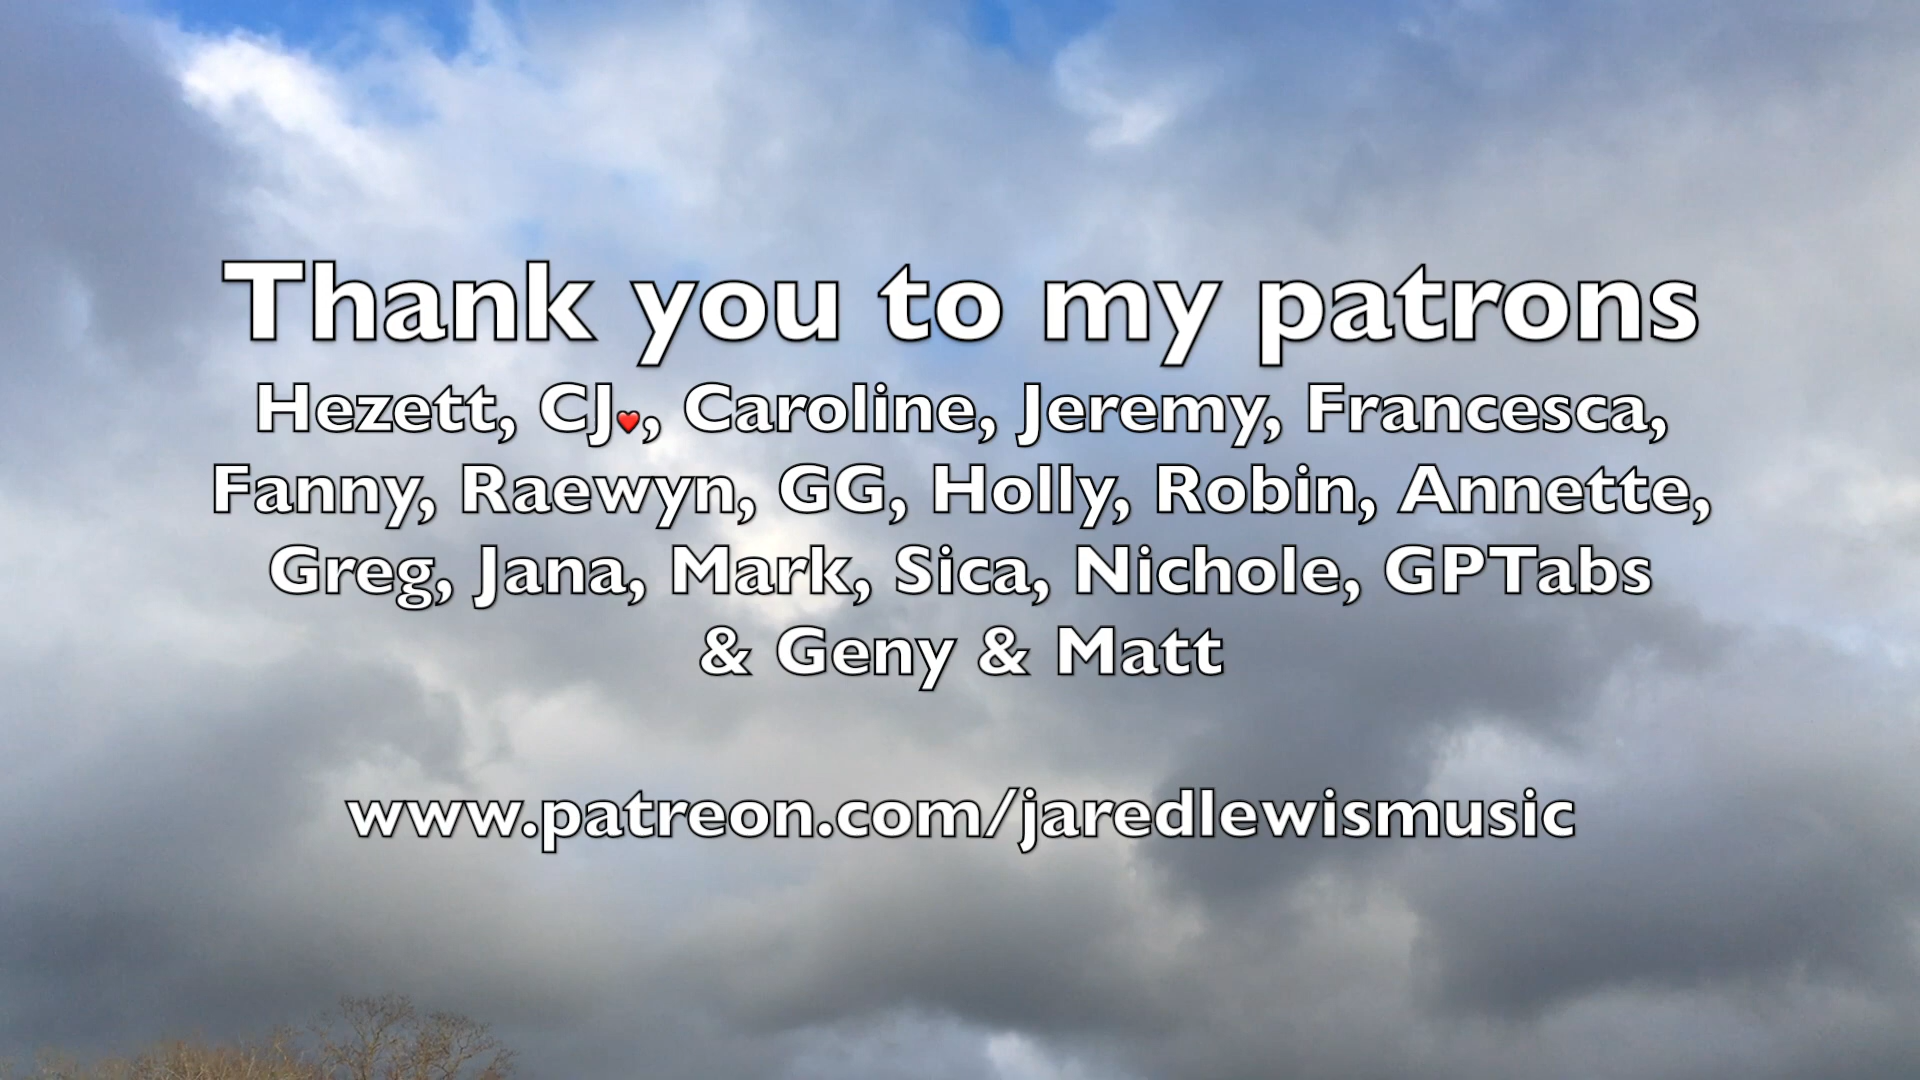 Thank you to my patrons
Hezett, CJ❤️, Caroline, Jeremy, Francesca,
Fanny, Raewyn, GG, Holly, Robin, Annette,
Greg, Jana, Mark, Sica, Nichole, GPTabs
& Geny & Matt
www.patreon.com/jaredlewismusic